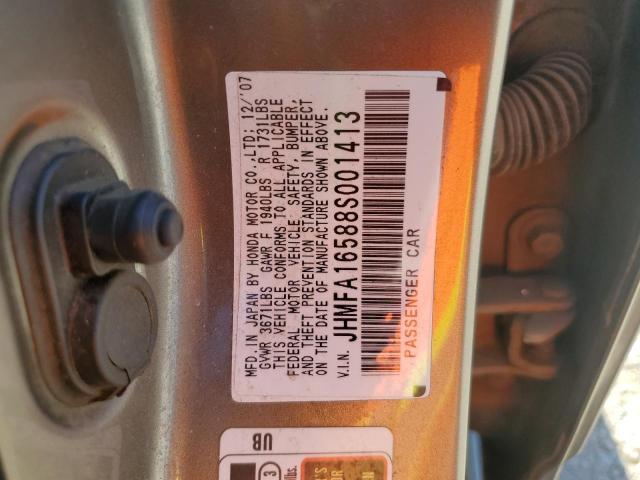 MFD. IN JAPAN BY HONDA MOTOR CO.,LTD; 12/'07
GVWR 3671LBS GAWR F 1940LBS R 1731LBS
THIS VEHICLE CONFORMS TO ALL APPLICABLE
FEDERAL MOTOR VEHICLE SAFETY, BUMPER,
AND THEFT PREVENTION STANDARDS IN EFFECT
ON THE DATE OF MANUFACTURE SHOWN ABOVE.
V.I.N. JHMFA16588S001413
PASSENGER CAR
UB
3
lbs.